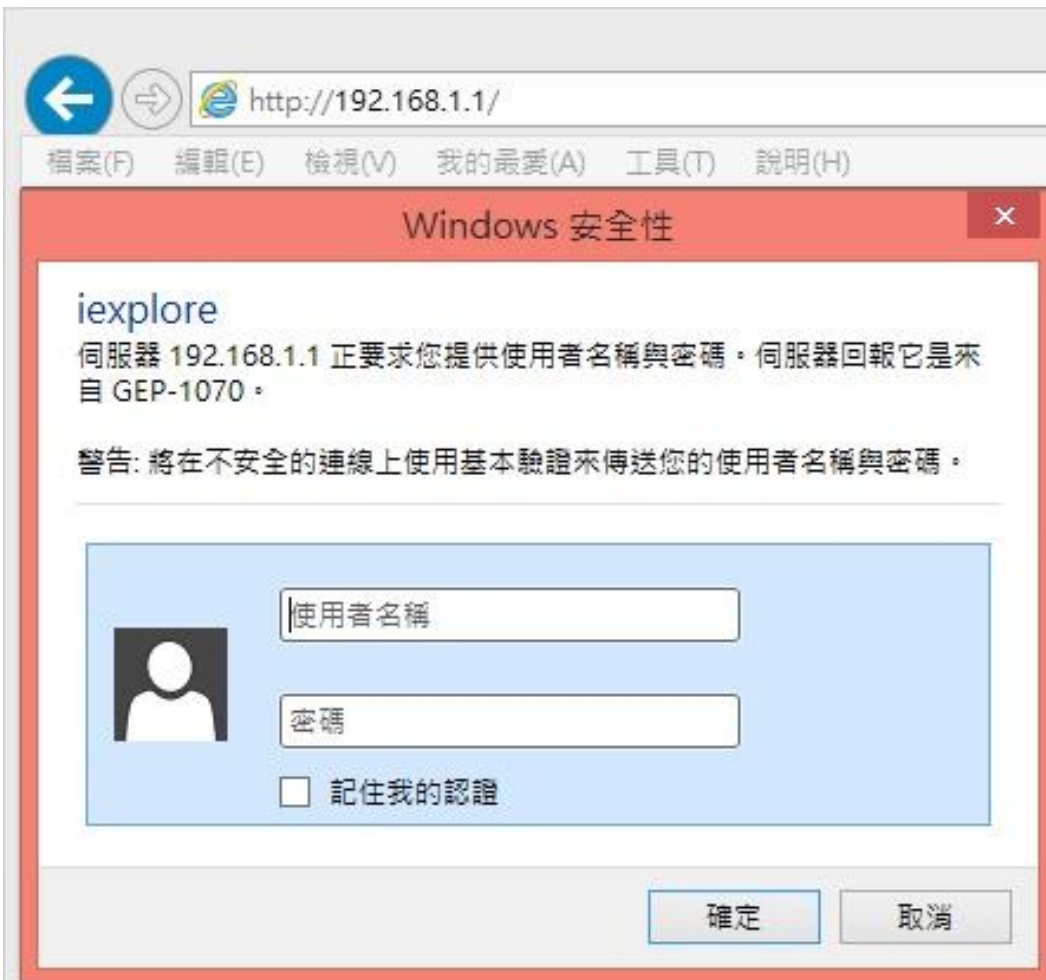 http://192.168.1.1/
檔案(F) 編輯(E) 檢視(V) 我的最愛(A) 工具(T) 說明(H)
Windows 安全性
iexplore
伺服器 192.168.1.1 正要求您提供使用者名稱與密碼。伺服器回報它是來
自 GEP-1070。
警告: 將在不安全的連線上使用基本驗證來傳送您的使用者名稱與密碼。
使用者名稱
密碼
記住我的認證
確定 取消